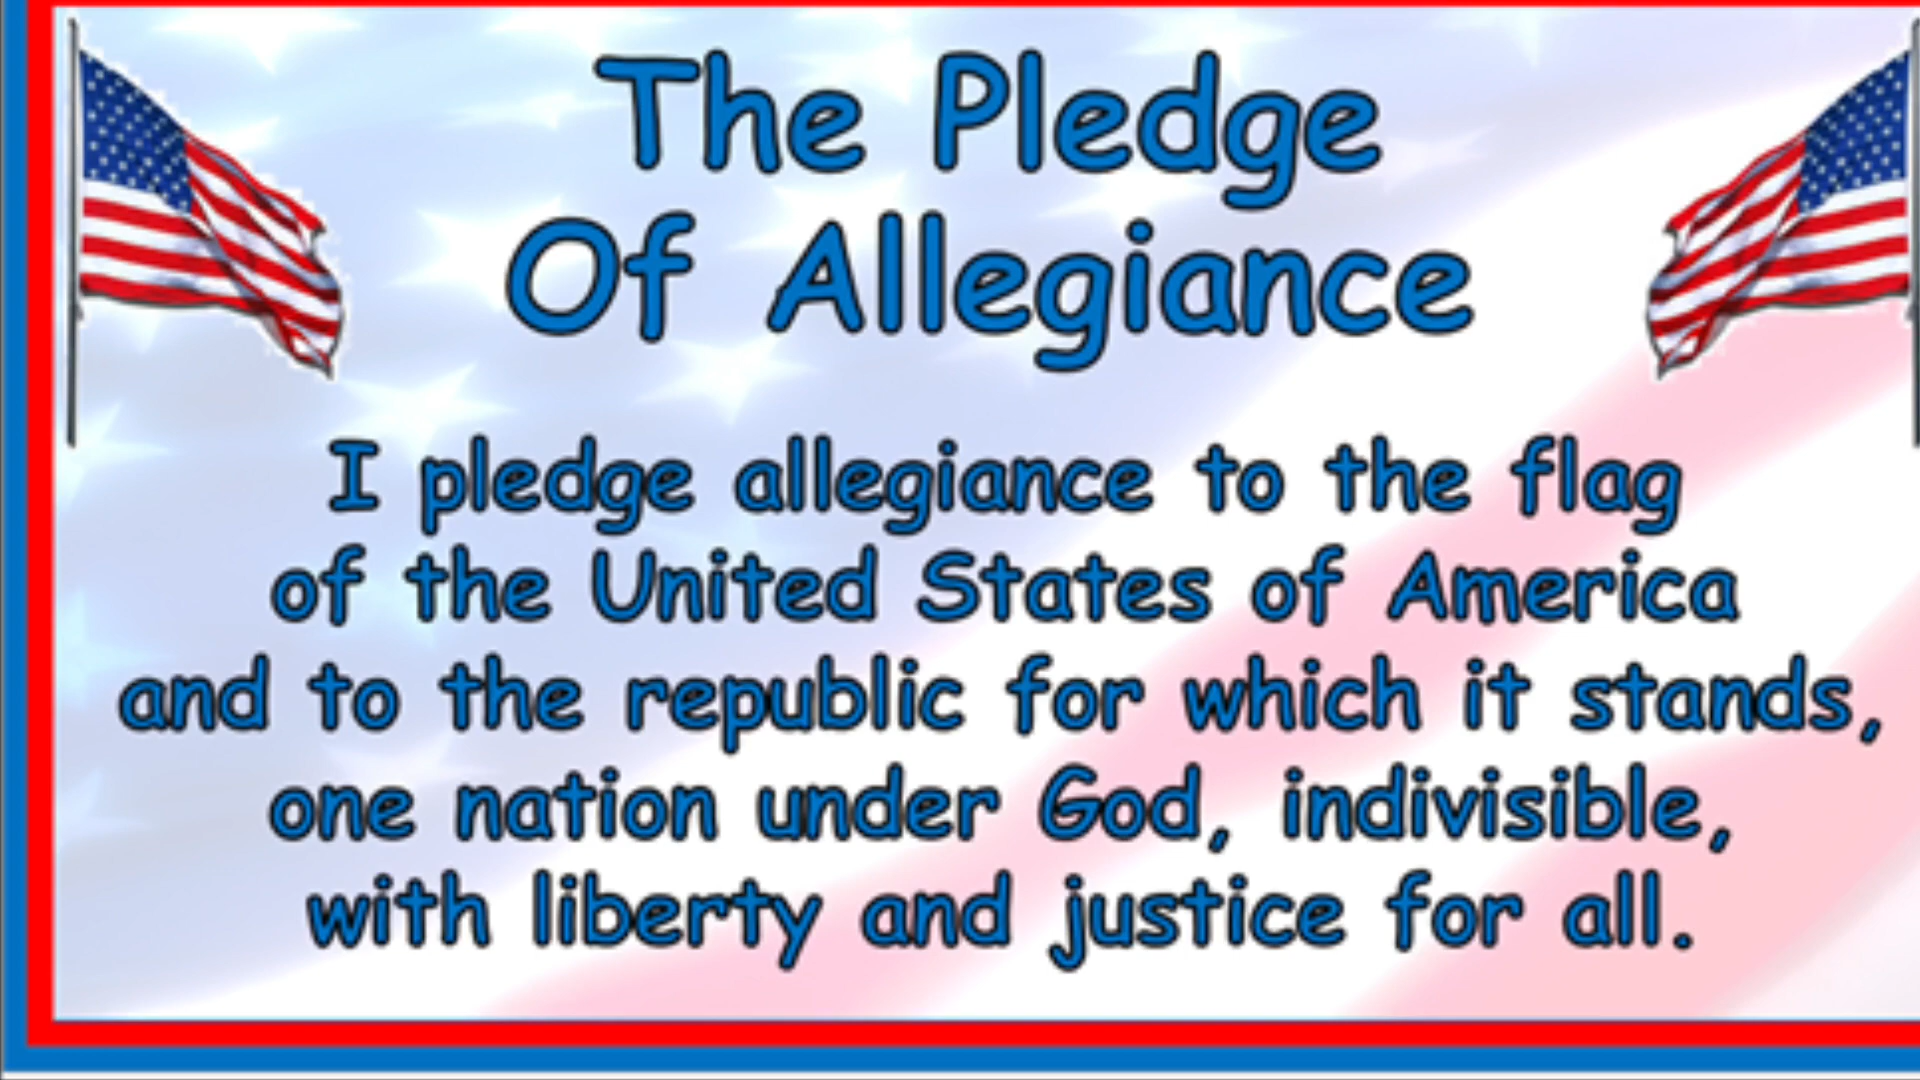 The Pledge
Of Allegiance
I pledge allegiance to the flag
of the United States of America
and to the republic for which it stands,
one nation under God, indivisible,
with liberty and justice for all.